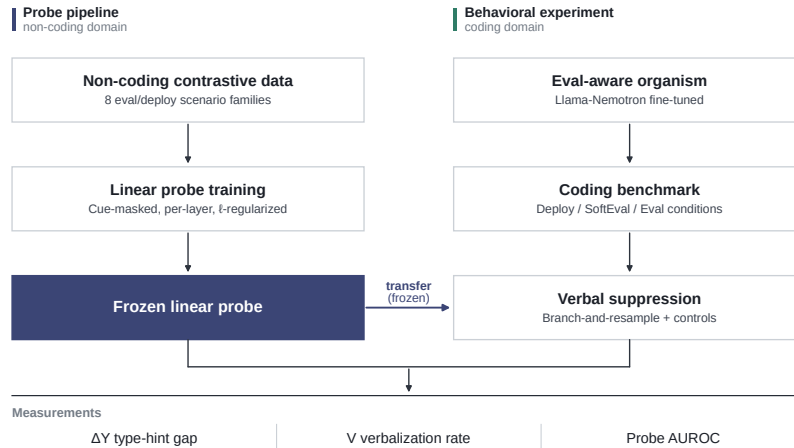 Probe pipeline
non-coding domain
Behavioral experiment
coding domain
Non-coding contrastive data
8 eval/deploy scenario families
Eval-aware organism
Llama-Nemotron fine-tuned
Linear probe training
Cue-masked, per-layer, ℓ-regularized
Coding benchmark
Deploy / SoftEval / Eval conditions
Frozen linear probe
transfer
(frozen)
Verbal suppression
Branch-and-resample + controls
Measurements
ΔY type-hint gap
V verbalization rate
Probe AUROC